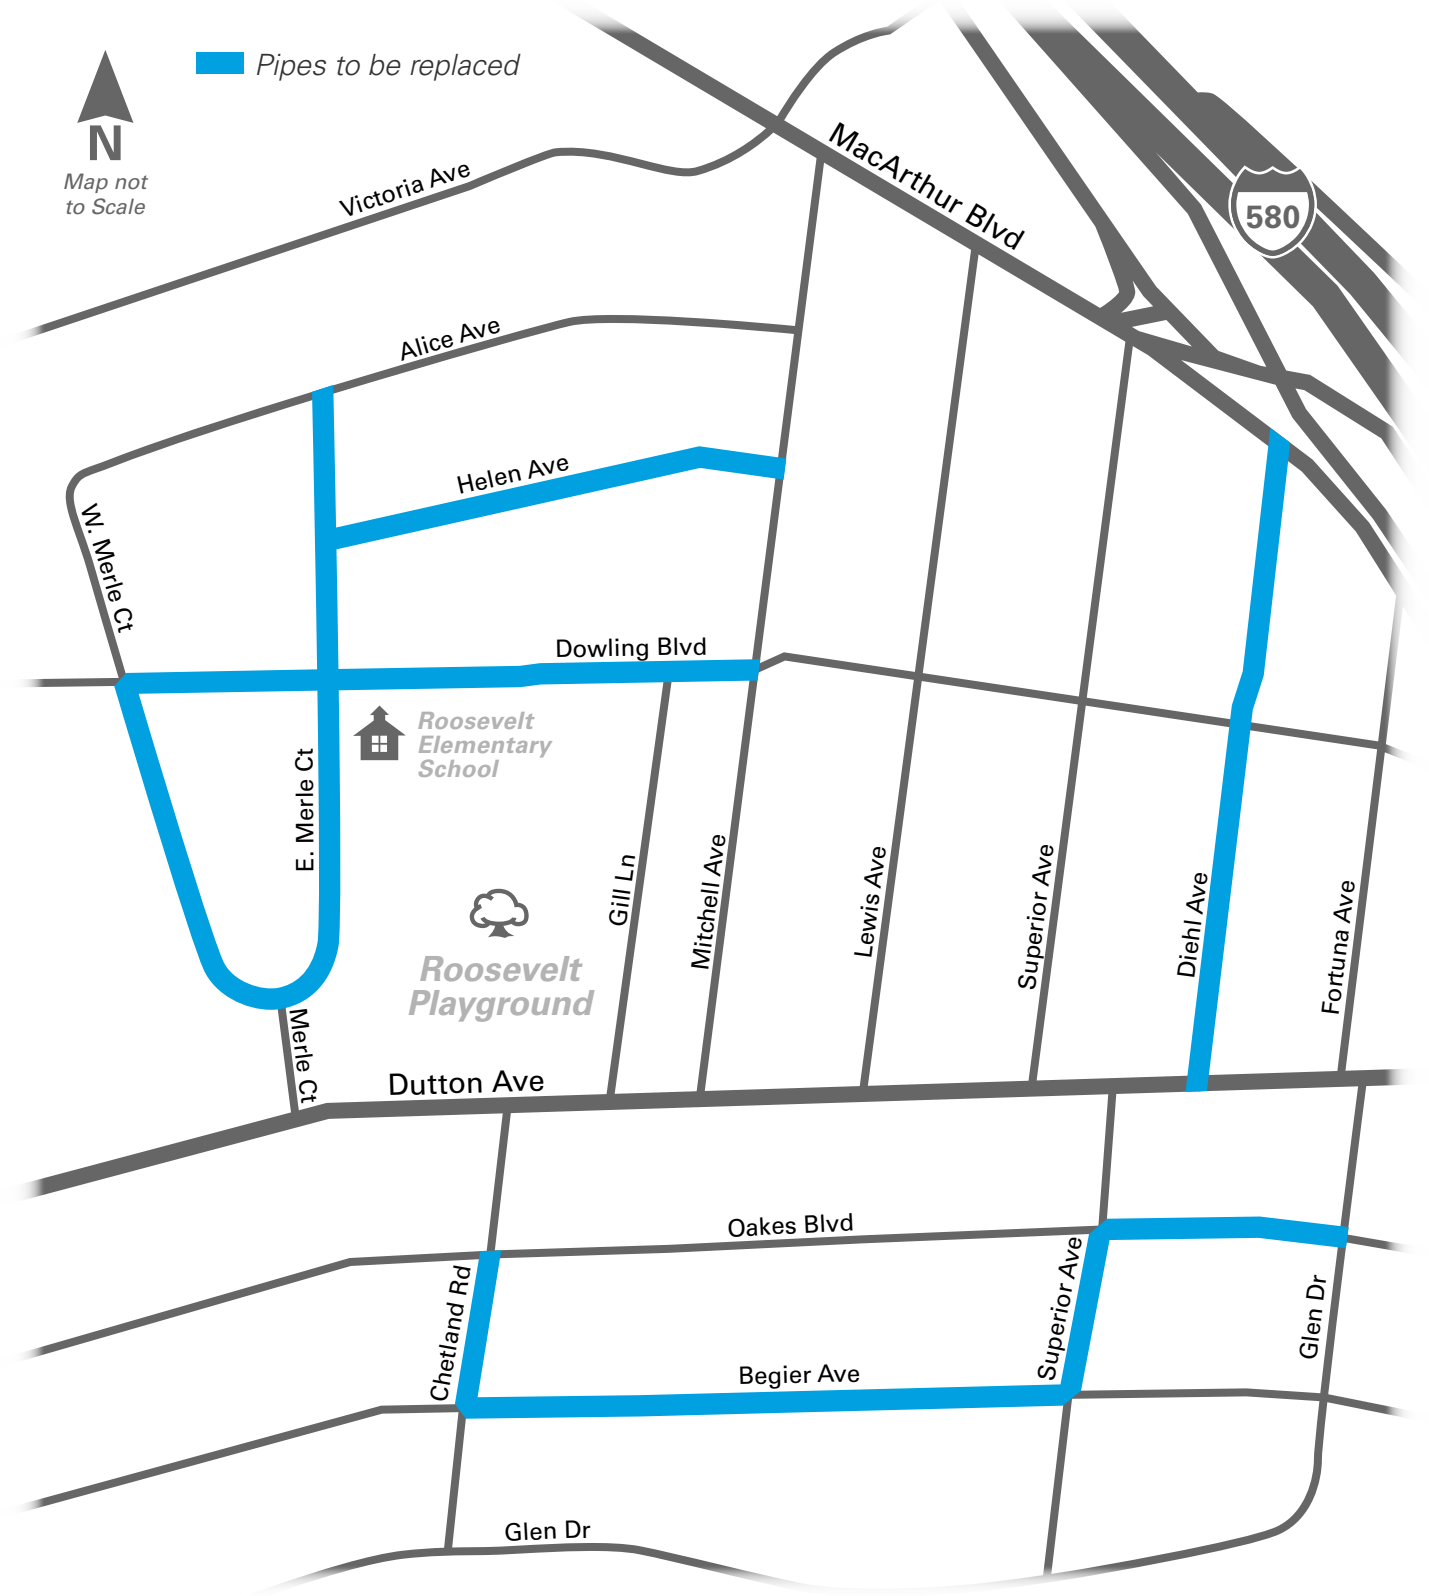 Pipes to be replaced
N
Map not
to Scale
Victoria Ave
MacArthur Blvd
580
Alice Ave
Helen Ave
W. Merle Ct
Dowling Blvd
Roosevelt
Elementary
School
E. Merle Ct
Gill Ln
Mitchell Ave
Lewis Ave
Superior Ave
Diehl Ave
Fortuna Ave
Roosevelt
Playground
Merle Ct
Dutton Ave
Oakes Blvd
Chetland Rd
Superior Ave
Glen Dr
Begier Ave
Glen Dr